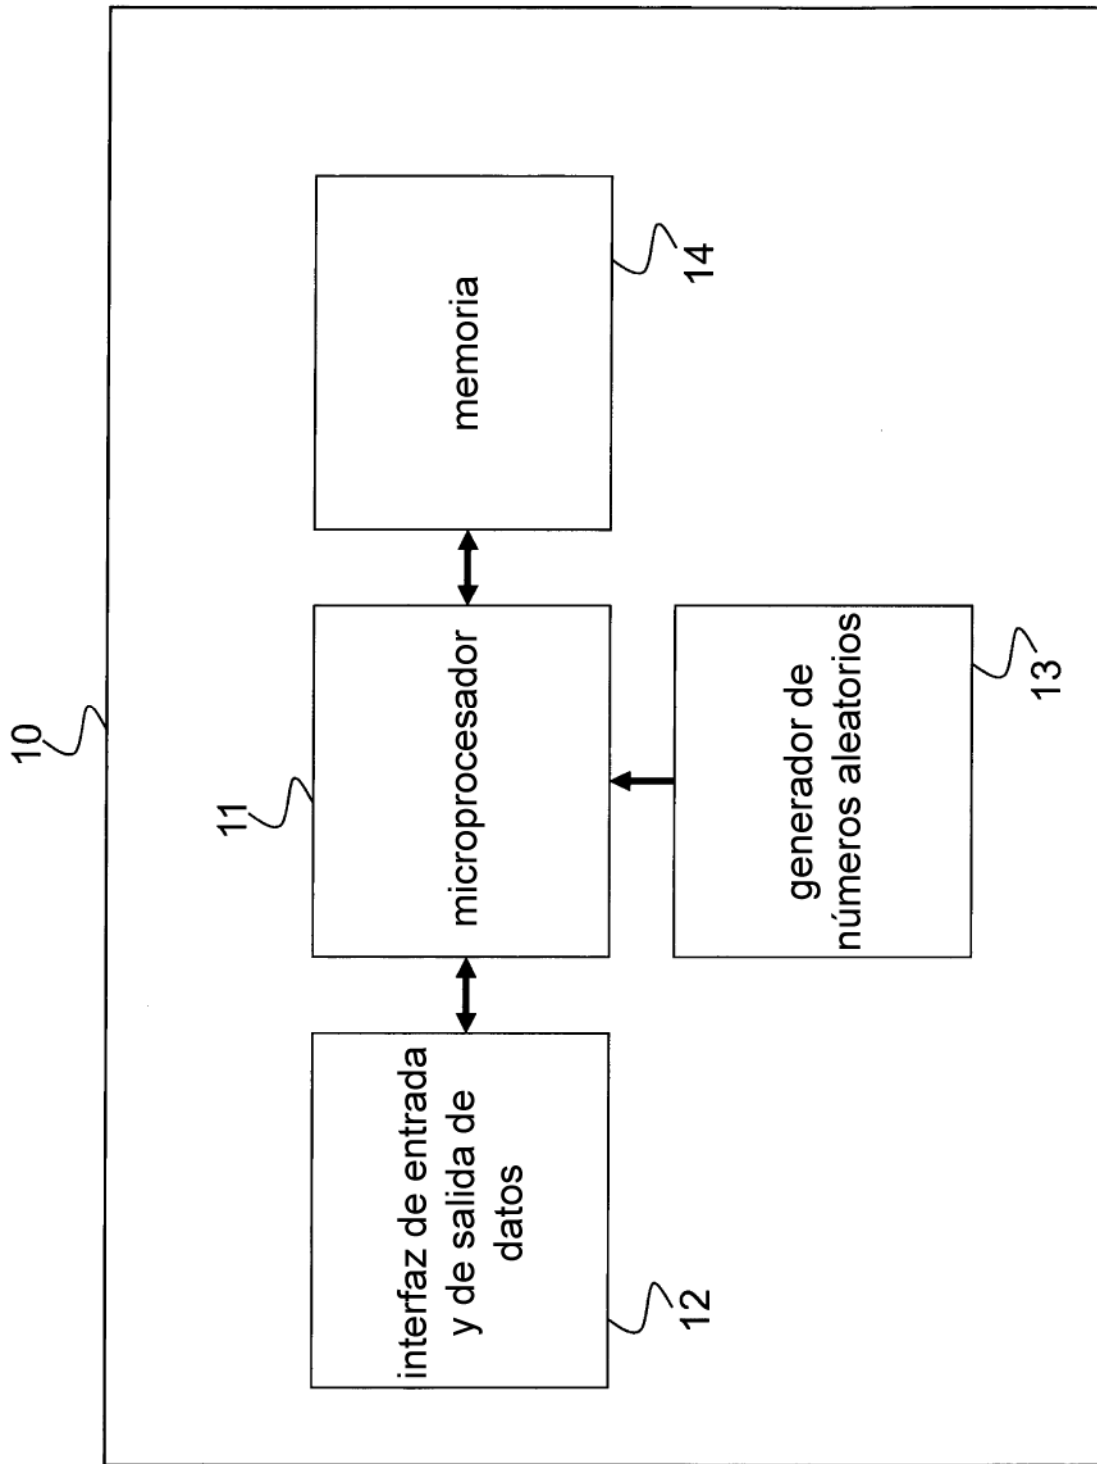 10
11
interfaz de entrada
y de salida de
datos
12
microprocesador
memoria
14
generador de
números aleatorios
13